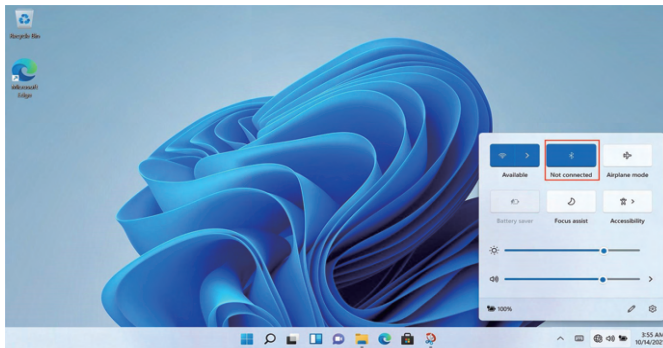 Recycle Bin
Microsoft
Edge
Available
Not connected
Airplane mode
Battery saver
Focus assist
Accessibility
100%
3:55 AM